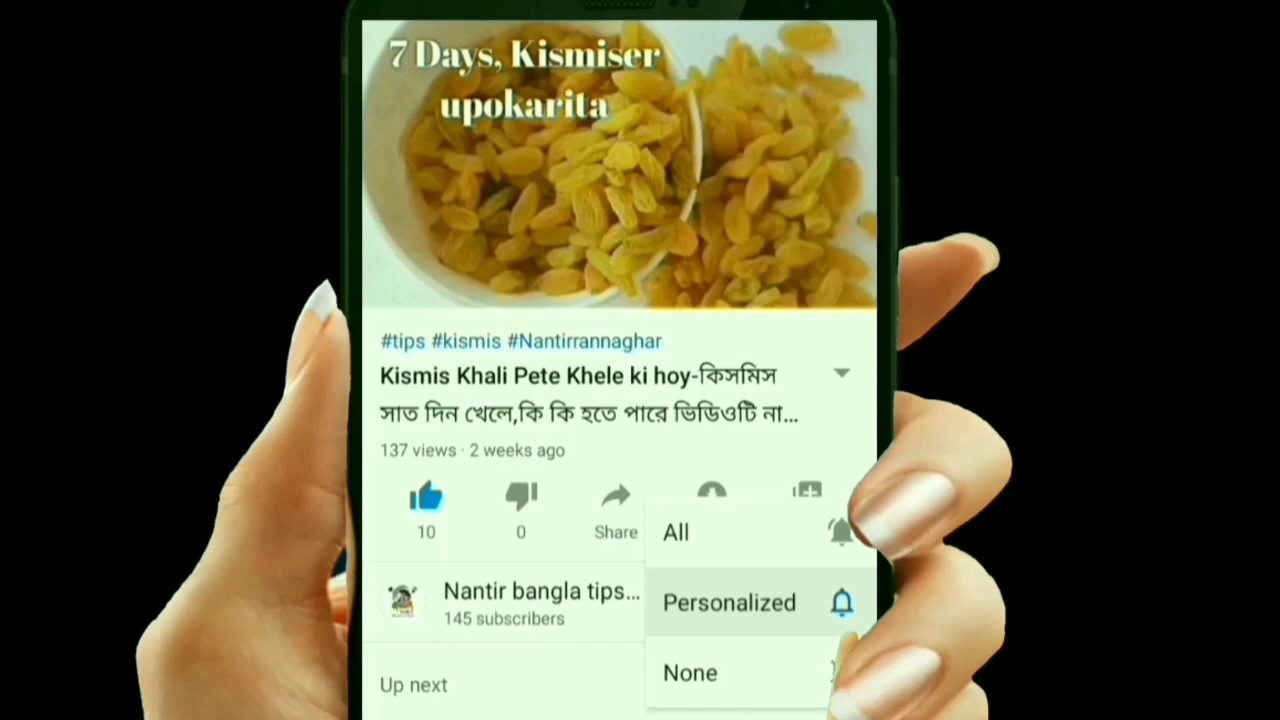 7 Days, Kismiser
upokarita
#tips #kismis #Nantirrannaghar
Kismis Khali Pete Khele ki hoy-কিসমিস
সাত দিন খেলে,কি কি হতে পারে ভিডিওটি না...
137 views · 2 weeks ago
10
0
Share
All
Nantir bangla tips...
145 subscribers
Personalized
None
Up next